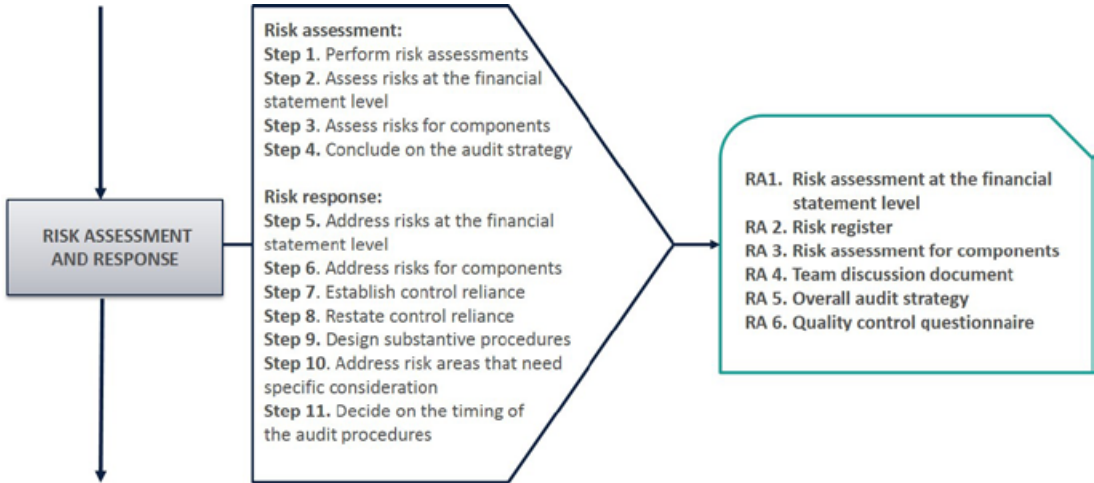 RISK ASSESSMENT
AND RESPONSE
Risk assessment:
Step 1. Perform risk assessments
Step 2. Assess risks at the financial
statement level
Step 3. Assess risks for components
Step 4. Conclude on the audit strategy
Risk response:
Step 5. Address risks at the financial
statement level
Step 6. Address risks for components
Step 7. Establish control reliance
Step 8. Restate control reliance
Step 9. Design substantive procedures
Step 10. Address risk areas that need
specific consideration
Step 11. Decide on the timing of
the audit procedures
RA1. Risk assessment at the financial
statement level
RA 2. Risk register
RA 3. Risk assessment for components
RA 4. Team discussion document
RA 5. Overall audit strategy
RA 6. Quality control questionnaire